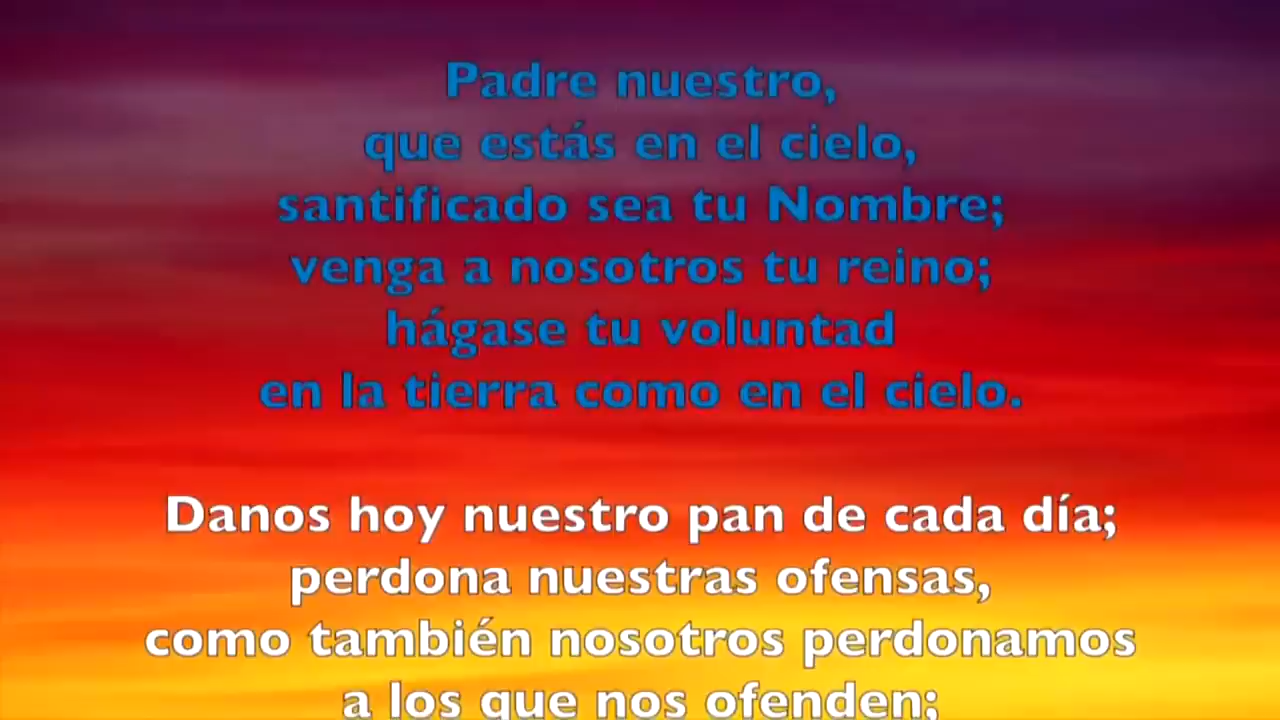 Padre nuestro,
que estás en el cielo,
santificado sea tu Nombre;
venga a nosotros tu reino;
hágase tu voluntad
en la tierra como en el cielo.
Danos hoy nuestro pan de cada día;
perdona nuestras ofensas,
como también nosotros perdonamos
a los que nos ofenden;